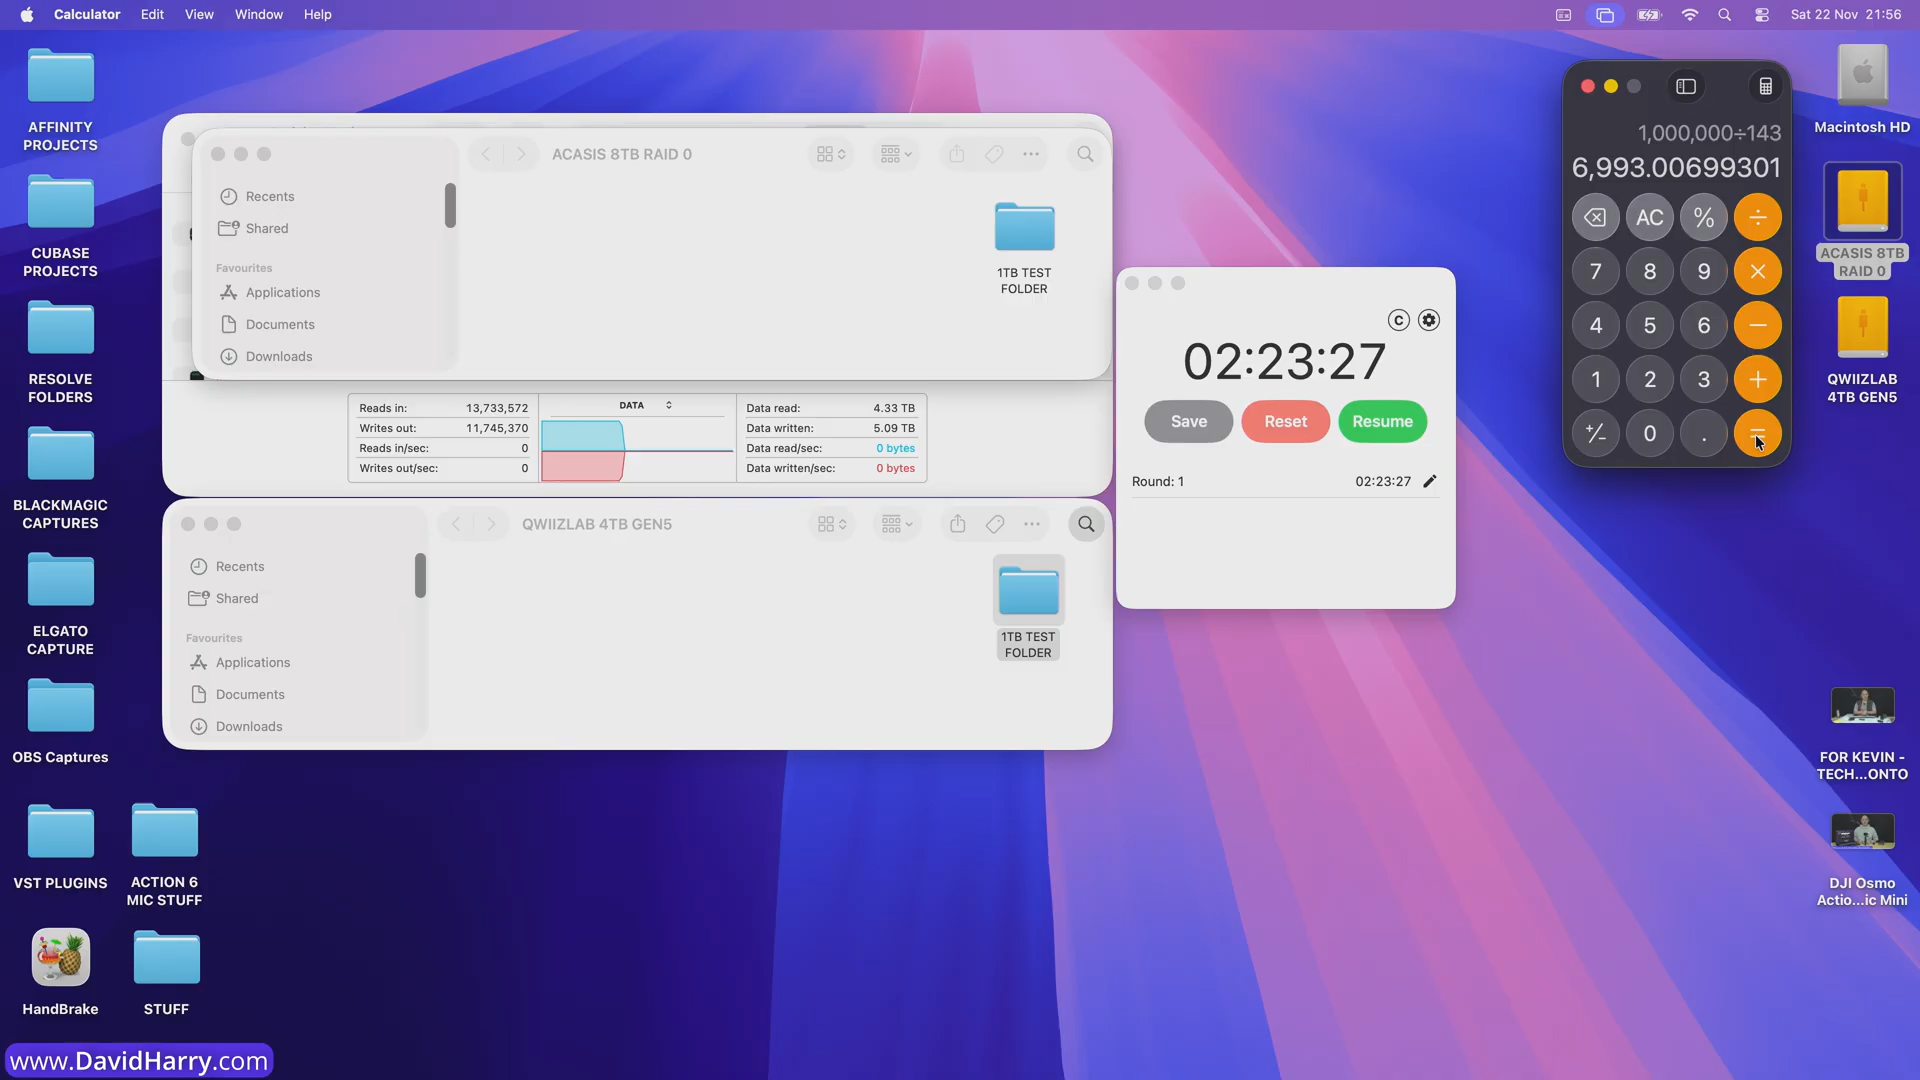 Calculator Edit View Window Help
Sat 22 Nov 21:56
AFFINITY
PROJECTS
CUBASE
PROJECTS
RESOLVE
FOLDERS
BLACKMAGIC
CAPTURES
ELGATO
CAPTURE
OBS Captures
VST PLUGINS
ACTION 6
MIC STUFF
HandBrake
STUFF
www.DavidHarry.com
ACASIS 8TB RAID 0
Recents
Shared
Favourites
Applications
Documents
Downloads
1TB TEST
FOLDER
Reads in: 13,733,572
Writes out: 11,745,370
Reads in/sec: 0
Writes out/sec: 0
DATA
Data read: 4.33 TB
Data written: 5.09 TB
Data read/sec: 0 bytes
Data written/sec: 0 bytes
QWIIZLAB 4TB GEN5
Recents
Shared
Favourites
Applications
Documents
Downloads
1TB TEST
FOLDER
C
02:23:27
Save Reset Resume
Round: 1 02:23:27
1,000,000÷143
6,993.00699301
AC % ÷
7 8 9 ×
4 5 6 −
1 2 3 +
+/− 0 . =
Macintosh HD
ACASIS 8TB
RAID 0
QWIIZLAB
4TB GEN5
FOR KEVIN -
TECH...ONTO
DJI Osmo
Actio...ic Mini